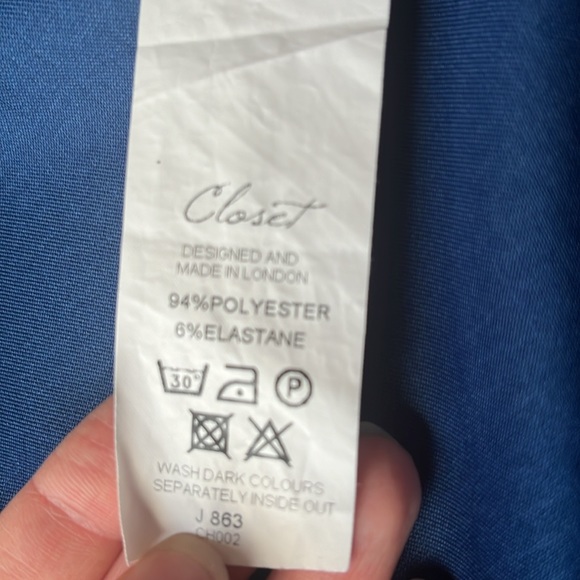 Closet
DESIGNED AND
MADE IN LONDON
94%POLYESTER
6%ELASTANE
30°
P
WASH DARK COLOURS
SEPARATELY INSIDE OUT
J 863
CH002